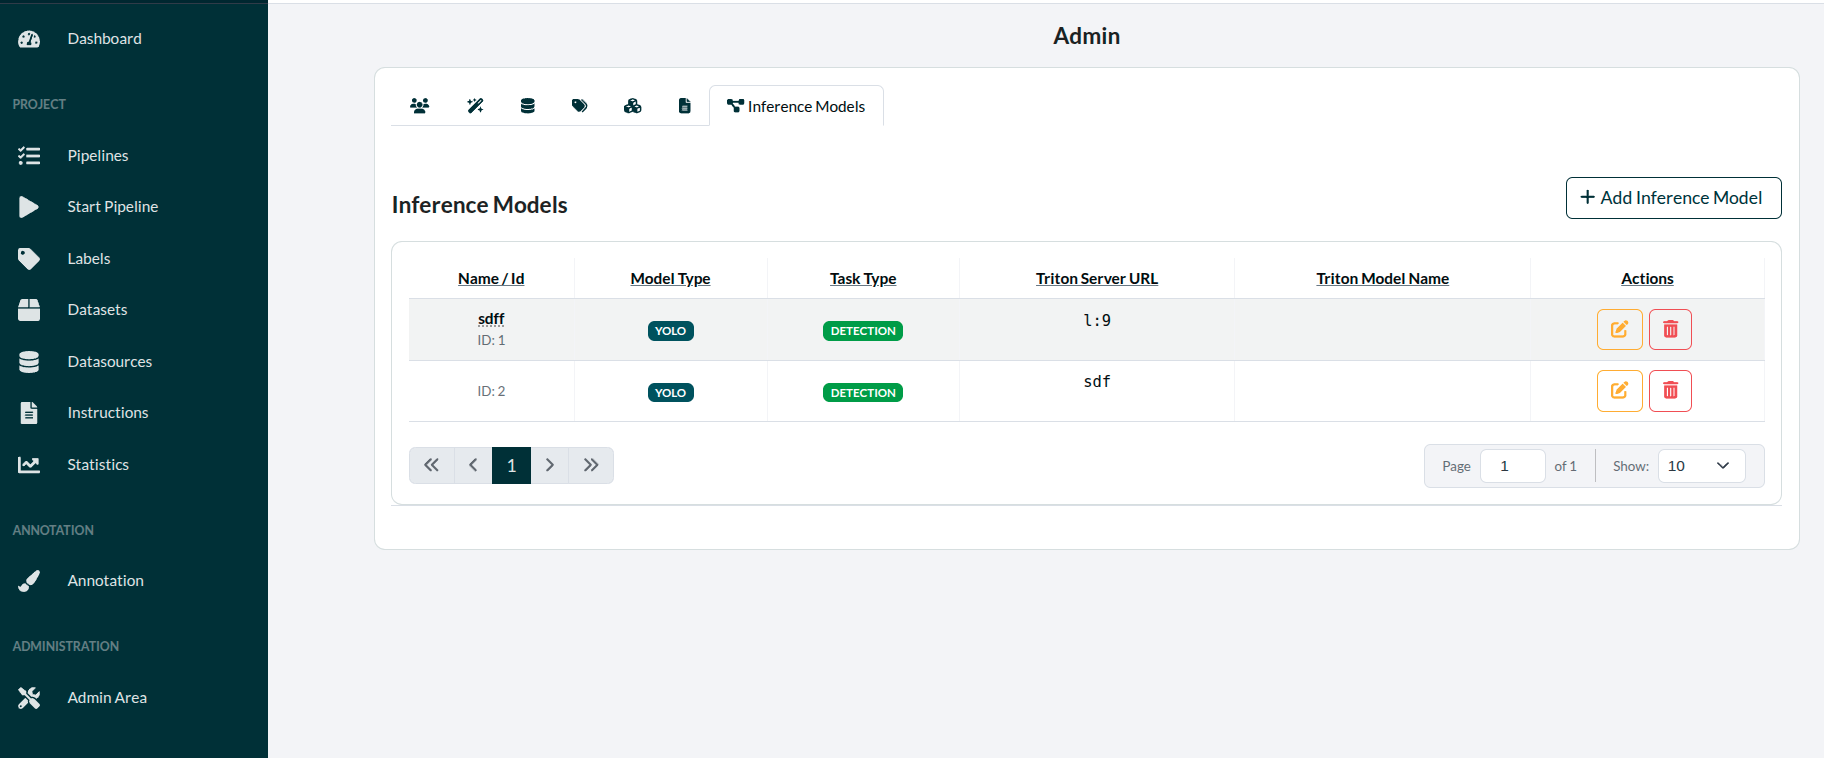 Dashboard
PROJECT
Pipelines
Start Pipeline
Labels
Datasets
Datasources
Instructions
Statistics
ANNOTATION
Annotation
ADMINISTRATION
Admin Area
Admin
Inference Models
Inference Models
Add Inference Model
Name / Id Model Type Task Type Triton Server URL Triton Model Name Actions
sdff
ID: 1 YOLO DETECTION l:9
ID: 2 YOLO DETECTION sdf
1
Page 1 of 1 Show: 10